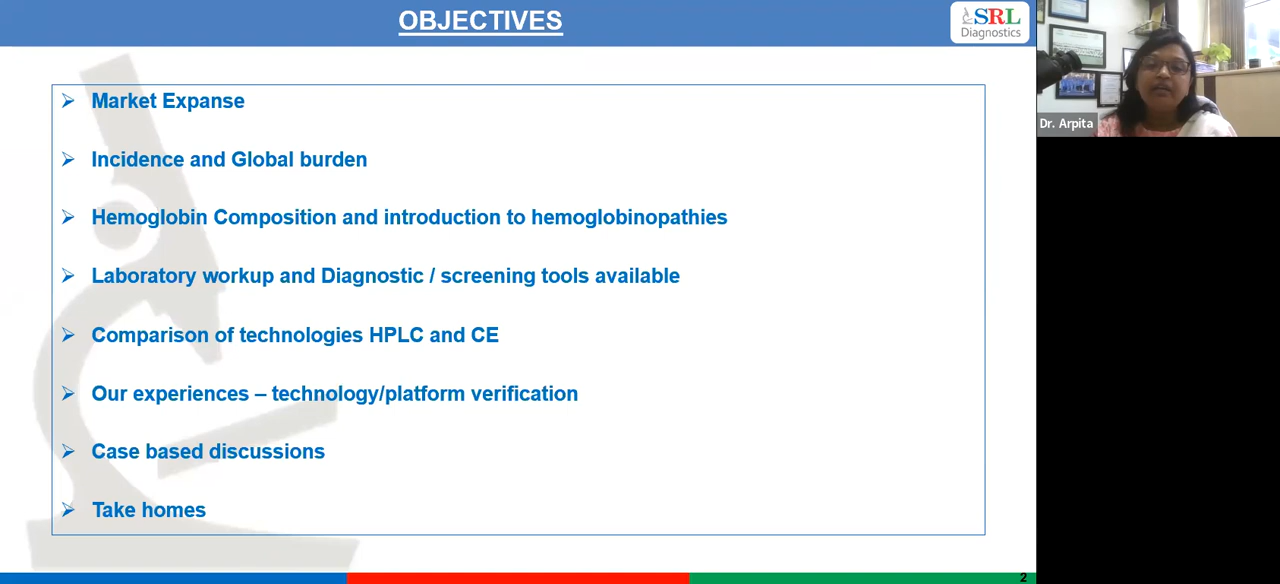 OBJECTIVES
SRL
Diagnostics
Market Expanse
Incidence and Global burden
Hemoglobin Composition and introduction to hemoglobinopathies
Laboratory workup and Diagnostic / screening tools available
Comparison of technologies HPLC and CE
Our experiences – technology/platform verification
Case based discussions
Take homes
2
Dr. Arpita